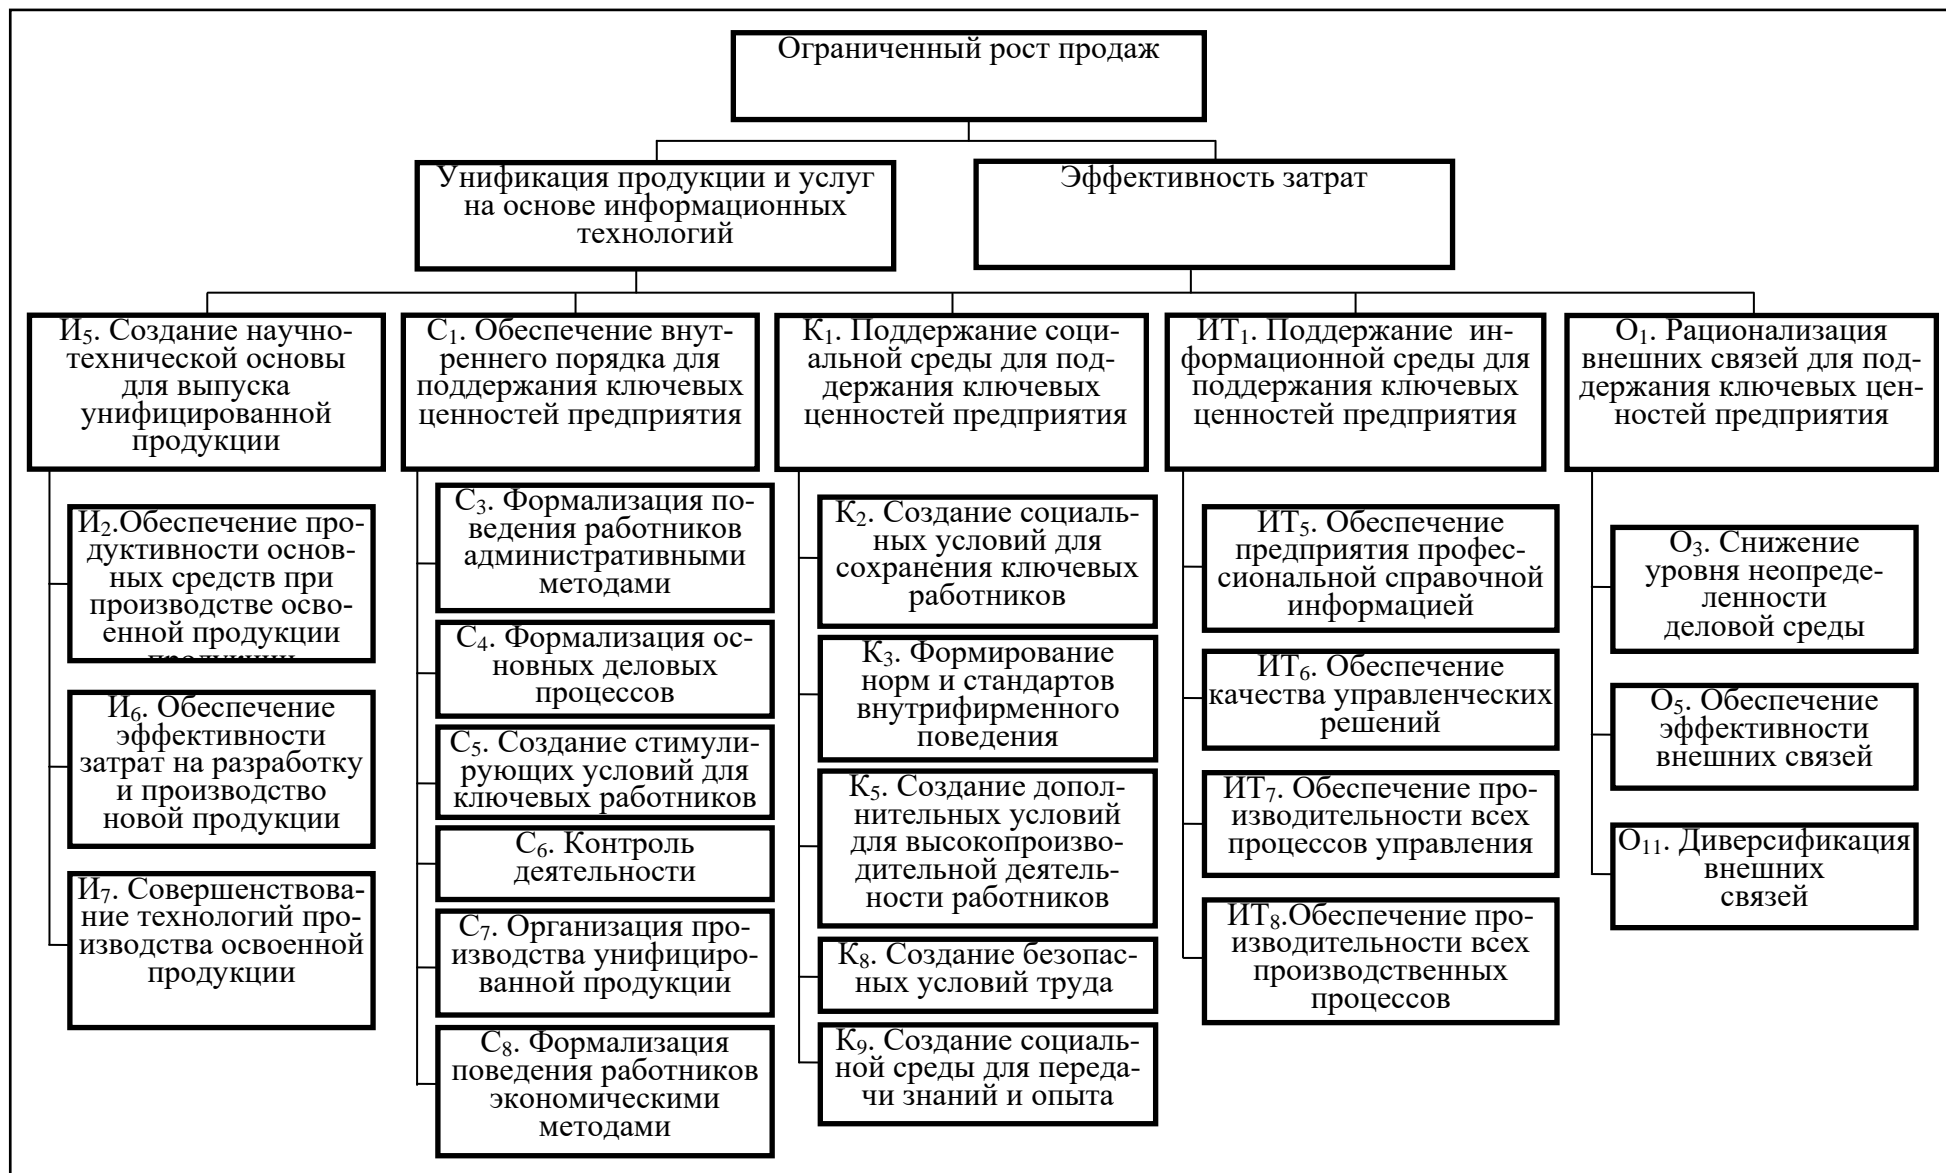 Ограниченный рост продаж
Унификация продукции и услуг
на основе информационных
технологий
Эффективность затрат
И₅. Создание научно-
технической основы
для выпуска
унифицированной
продукции
С₁. Обеспечение внут-
реннего порядка для
поддержания ключевых
ценностей предприятия
К₁. Поддержание соци-
альной среды для под-
держания ключевых
ценностей предприятия
ИТ₁. Поддержание ин-
формационной среды для
поддержания ключевых
ценностей предприятия
О₁. Рационализация
внешних связей для под-
держания ключевых цен-
ностей предприятия
И₂.Обеспечение про-
дуктивности основ-
ных средств при
производстве осво-
енной продукции
продукции
И₆. Обеспечение
эффективности
затрат на разработку
и производство
новой продукции
И₇. Совершенствова-
ние технологий про-
изводства освоенной
продукции
С₃. Формализация по-
ведения работников
административными
методами
С₄. Формализация ос-
новных деловых
процессов
С₅. Создание стимули-
рующих условий для
ключевых работников
С₆. Контроль
деятельности
С₇. Организация про-
изводства унифициро-
ванной продукции
С₈. Формализация
поведения работников
экономическими
методами
К₂. Создание социаль-
ных условий для
сохранения ключевых
работников
К₃. Формирование
норм и стандартов
внутрифирменного
поведения
К₅. Создание допол-
нительных условий
для высокопроизво-
дительной деятель-
ности работников
К₈. Создание безопас-
ных условий труда
К₉. Создание социаль-
ной среды для переда-
чи знаний и опыта
ИТ₅. Обеспечение
предприятия профес-
сиональной справочной
информацией
ИТ₆. Обеспечение
качества управленческих
решений
ИТ₇. Обеспечение про-
изводительности всех
процессов управления
ИТ₈.Обеспечение про-
изводительности всех
производственных
процессов
О₃. Снижение
уровня неопреде-
ленности
деловой среды
О₅. Обеспечение
эффективности
внешних связей
О₁₁. Диверсификация
внешних
связей